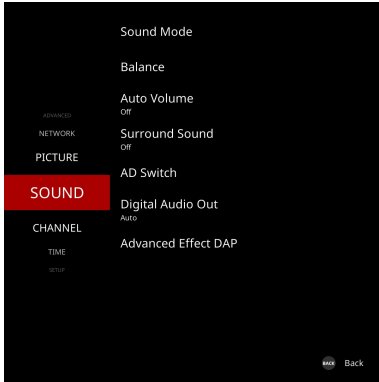 ADVANCED
NETWORK
PICTURE
SOUND
CHANNEL
TIME
SETUP
Sound Mode
Balance
Auto Volume
Off
Surround Sound
Off
AD Switch
Digital Audio Out
Auto
Advanced Effect DAP
BACK Back